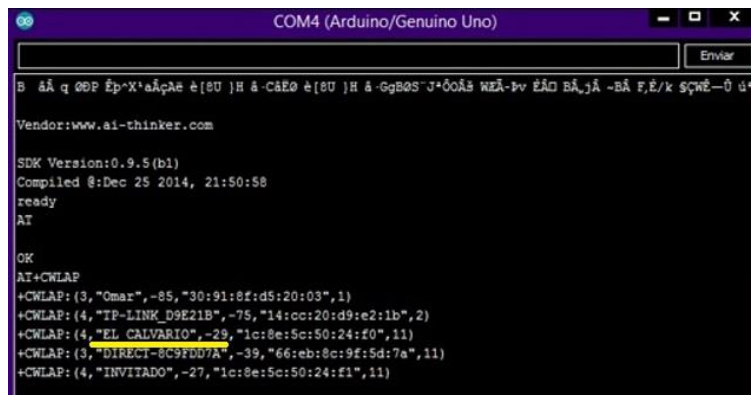 COM4 (Arduino/Genuino Uno)
Enviar
Vendor:www.ai-thinker.com
SDK Version:0.9.5(b1)
Compiled @:Dec 25 2014, 21:50:58
ready
AT
OK
AT+CWLAP
+CWLAP:(3,"Omar",-85,"30:91:8f:d5:20:03",1)
+CWLAP:(4,"TP-LINK_D9E21B",-75,"14:cc:20:d9:e2:1b",2)
+CWLAP:(4,"EL CALVARIO",-29,"1c:8e:5c:50:24:f0",11)
+CWLAP:(3,"DIRECT-8C9FDD7A",-39,"66:eb:8c:9f:5d:7a",11)
+CWLAP:(4,"INVITADO",-27,"1c:8e:5c:50:24:f1",11)